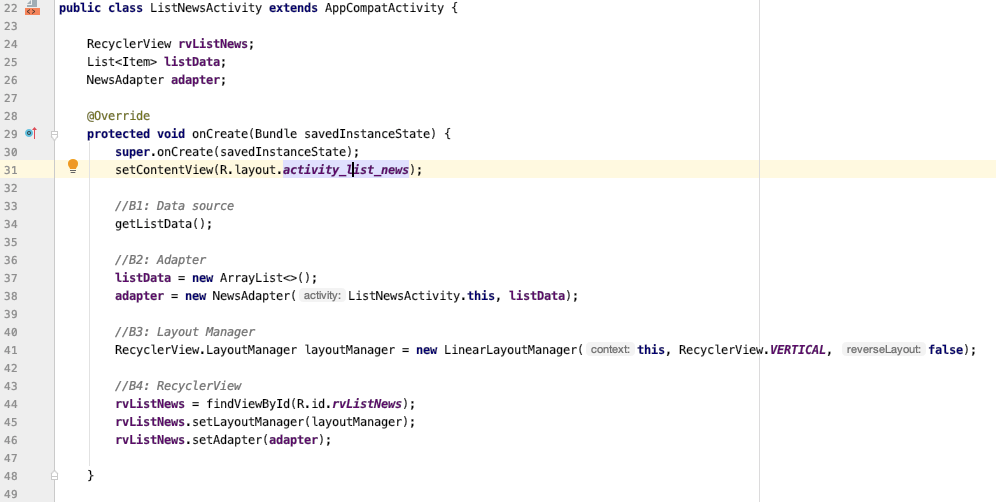 22 public class ListNewsActivity extends AppCompatActivity {
23
24 RecyclerView rvListNews;
25 List<Item> listData;
26 NewsAdapter adapter;
27
28 @Override
29 protected void onCreate(Bundle savedInstanceState) {
30 super.onCreate(savedInstanceState);
31 setContentView(R.layout.activity_list_news);
32
33 //B1: Data source
34 getListData();
35
36 //B2: Adapter
37 listData = new ArrayList<>();
38 adapter = new NewsAdapter( activity: ListNewsActivity.this, listData);
39
40 //B3: Layout Manager
41 RecyclerView.LayoutManager layoutManager = new LinearLayoutManager( context: this, RecyclerView.VERTICAL, reverseLayout: false);
42
43 //B4: RecyclerView
44 rvListNews = findViewById(R.id.rvListNews);
45 rvListNews.setLayoutManager(layoutManager);
46 rvListNews.setAdapter(adapter);
47
48 }
49